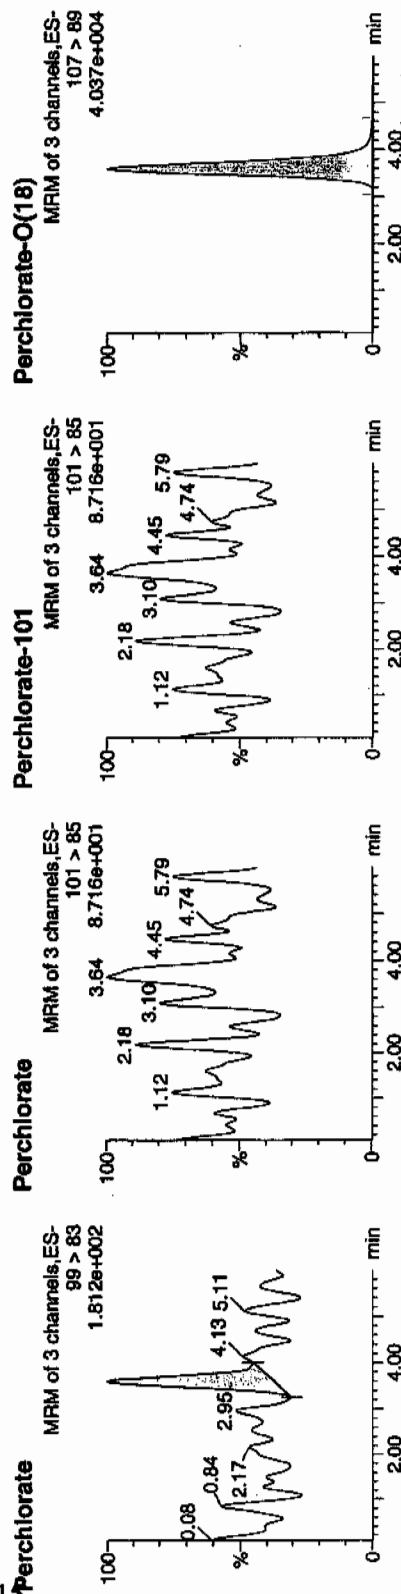 Perchlorate
MRM of 3 channels,ES-
99 > 83
1.812e+002
0.08
0.84
2.17
2.95
4.13
5.11
100
%
2.00
4.00
min
Perchlorate
MRM of 3 channels,ES-
101 > 85
8.716e+001
1.12
2.18
3.10
3.64
4.45
4.74
5.79
100
%
0
2.00
4.00
min
Perchlorate-101
MRM of 3 channels,ES-
101 > 85
8.716e+001
1.12
2.18
3.10
3.64
4.45
4.74
5.79
100
%
0
2.00
4.00
min
Perchlorate-O(18)
MRM of 3 channels,ES-
107 > 89
4.037e+004
100
%
0
2.00
4.00
min